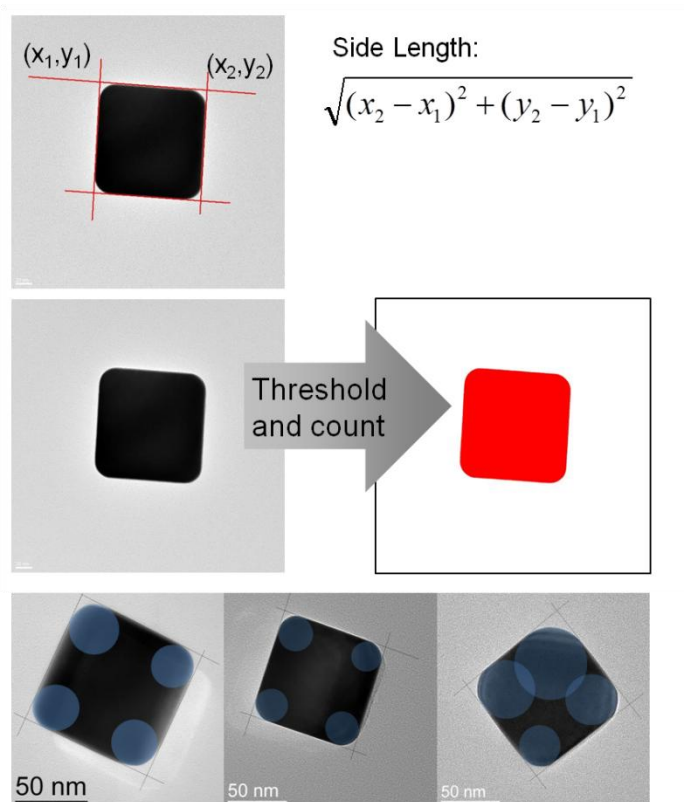 (x₁,y₁)
(x₂,y₂)
Side Length:
√(x₂ − x₁)² + (y₂ − y₁)²
Threshold
and count
50 nm
50 nm
50 nm